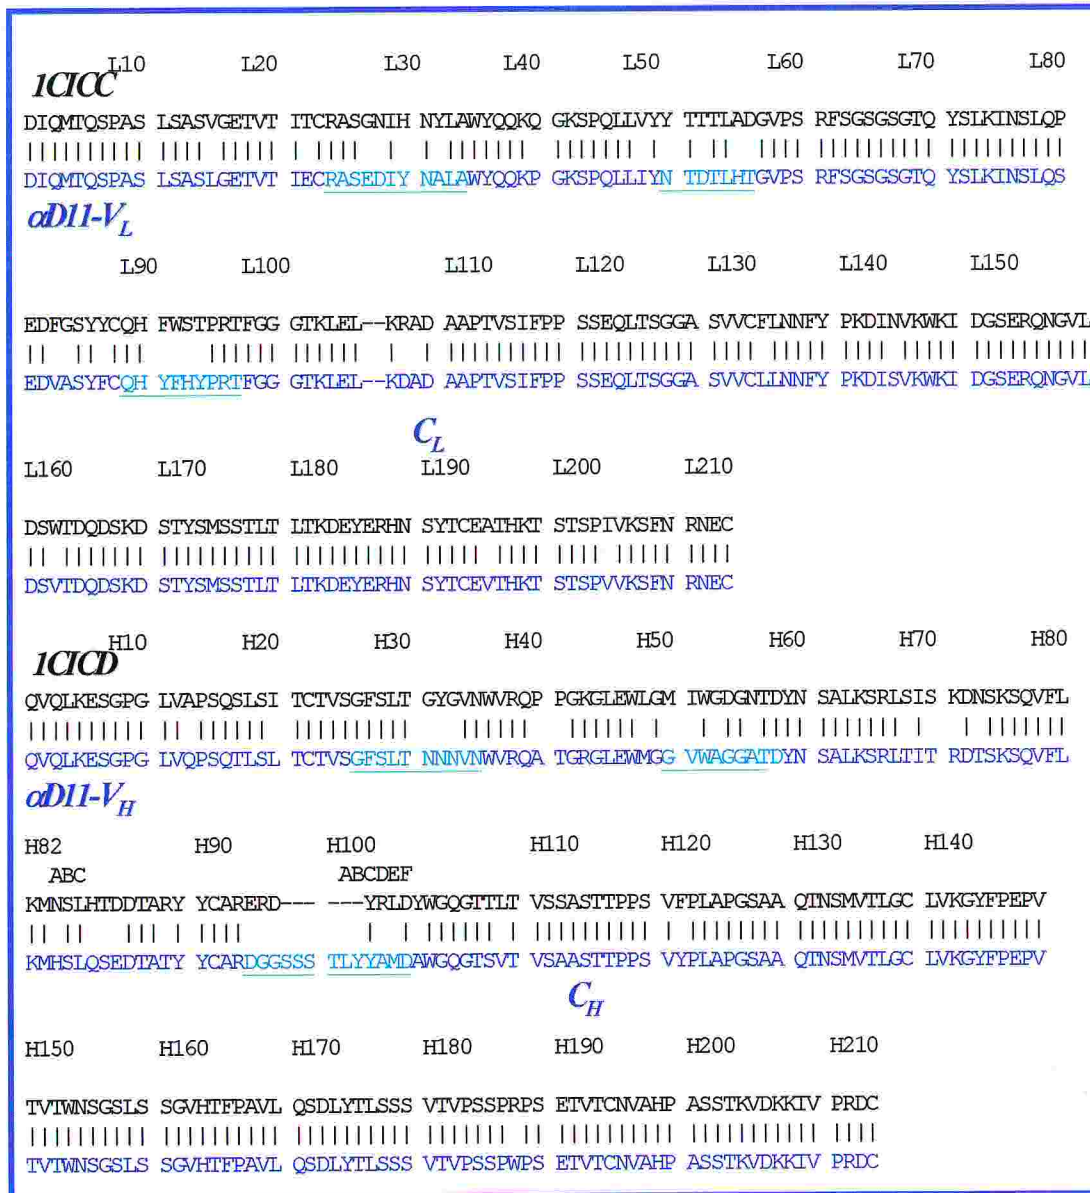 L10 L20 L30 L40 L50 L60 L70 L80
1CICC
DIQMTQSPAS LSASVGETVT ITCRASGNIH NYLAWYQQKQ GKSPQLLVYY TTTLADGVPS RFSGSGSGTQ YSLKINSLQP
DIQMTQSPAS LSASLGETVT IECRASEDIY NALAWYQQKP GKSPQLLIYN TDTLHTGVPS RFSGSGSGTQ YSLKINSLQS
αD11-VL
L90 L100 L110 L120 L130 L140 L150
EDFGSYYCQH FWSTPRTFGG GTKLEL--KRAD AAPTVSIFPP SSEQLTSGGA SVVCFLNNFY PKDINVKWKI DGSERQNGVL
EDVASYFCQH YFHYPRTFGG GTKLEL--KDAD AAPTVSIFPP SSEQLTSGGA SVVCLLNNFY PKDISVKWKI DGSERQNGVL
CL
L160 L170 L180 L190 L200 L210
DSWTDQDSKD STYSMSSTLT LTKDEYERHN SYTCEATHKT STSPIVKSFN RNEC
DSVTDQDSKD STYSMSSTLT LTKDEYERHN SYTCEVTHKT STSPVVKSFN RNEC
H10 H20 H30 H40 H50 H60 H70 H80
1CICD
QVQLKESGPG LVAPSQSLSI TCTVSGFSLT GYGVNWVRQP PGKGLEWLGM IWGDGNTDYN SALKSRLSIS KDNSKSQVFL
QVQLKESGPG LVQPSQTLSL TCTVSGFSLT NNNVNWVRQA TGRGLEWMGG VWAGGATDYN SALKSRLTIT RDTSKSQVFL
αD11-VH
H82 H90 H100 H110 H120 H130 H140
ABC ABCDEF
KMNSLHTDDTARY YCARERD--- ---YRLDYWGQGTTLT VSSASTTPPS VFPLAPGSAA QTNSMVTLGC LVKGYFPEPV
KMHSLQSEDTATY YCARDGGSSS TLYYAMDAWGQGTSVT VSAASTTPPS VYPLAPGSAA QTNSMVTLGC LVKGYFPEPV
CH
H150 H160 H170 H180 H190 H200 H210
TVTWNSGSLS SGVHTFPAVL QSDLYTLSSS VTVPSSPRPS ETVTCNVAHP ASSTKVDKKIV PRDC
TVTWNSGSLS SGVHTFPAVL QSDLYTLSSS VTVPSSPWPS ETVTCNVAHP ASSTKVDKKIV PRDC